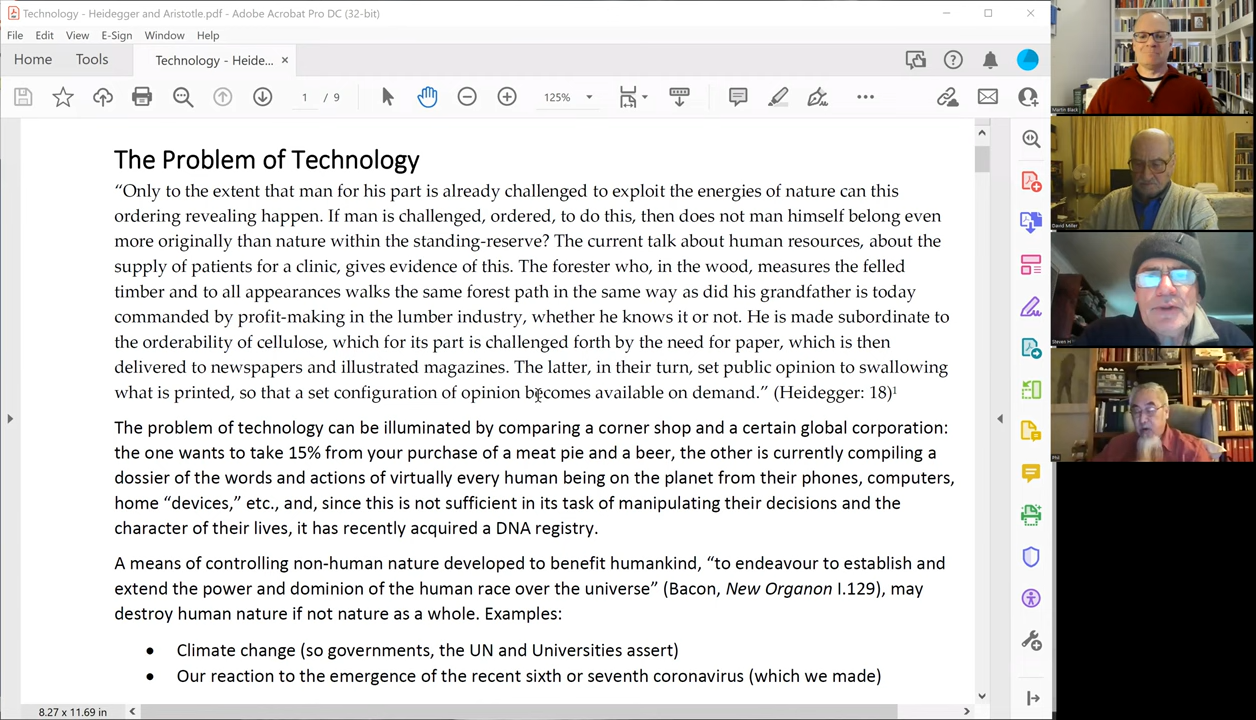 Technology - Heidegger and Aristotle.pdf - Adobe Acrobat Pro DC (32-bit)
File Edit View E-Sign Window Help
Home Tools Technology - Heide... ×
1 / 9 125%
The Problem of Technology
“Only to the extent that man for his part is already challenged to exploit the energies of nature can this
ordering revealing happen. If man is challenged, ordered, to do this, then does not man himself belong even
more originally than nature within the standing-reserve? The current talk about human resources, about the
supply of patients for a clinic, gives evidence of this. The forester who, in the wood, measures the felled
timber and to all appearances walks the same forest path in the same way as did his grandfather is today
commanded by profit-making in the lumber industry, whether he knows it or not. He is made subordinate to
the orderability of cellulose, which for its part is challenged forth by the need for paper, which is then
delivered to newspapers and illustrated magazines. The latter, in their turn, set public opinion to swallowing
what is printed, so that a set configuration of opinion becomes available on demand.” (Heidegger: 18)¹
The problem of technology can be illuminated by comparing a corner shop and a certain global corporation:
the one wants to take 15% from your purchase of a meat pie and a beer, the other is currently compiling a
dossier of the words and actions of virtually every human being on the planet from their phones, computers,
home “devices,” etc., and, since this is not sufficient in its task of manipulating their decisions and the
character of their lives, it has recently acquired a DNA registry.
A means of controlling non-human nature developed to benefit humankind, “to endeavour to establish and
extend the power and dominion of the human race over the universe” (Bacon, New Organon I.129), may
destroy human nature if not nature as a whole. Examples:
• Climate change (so governments, the UN and Universities assert)
• Our reaction to the emergence of the recent sixth or seventh coronavirus (which we made)
8.27 x 11.69 in
Martin Black
David Miller
Steven H
Phil